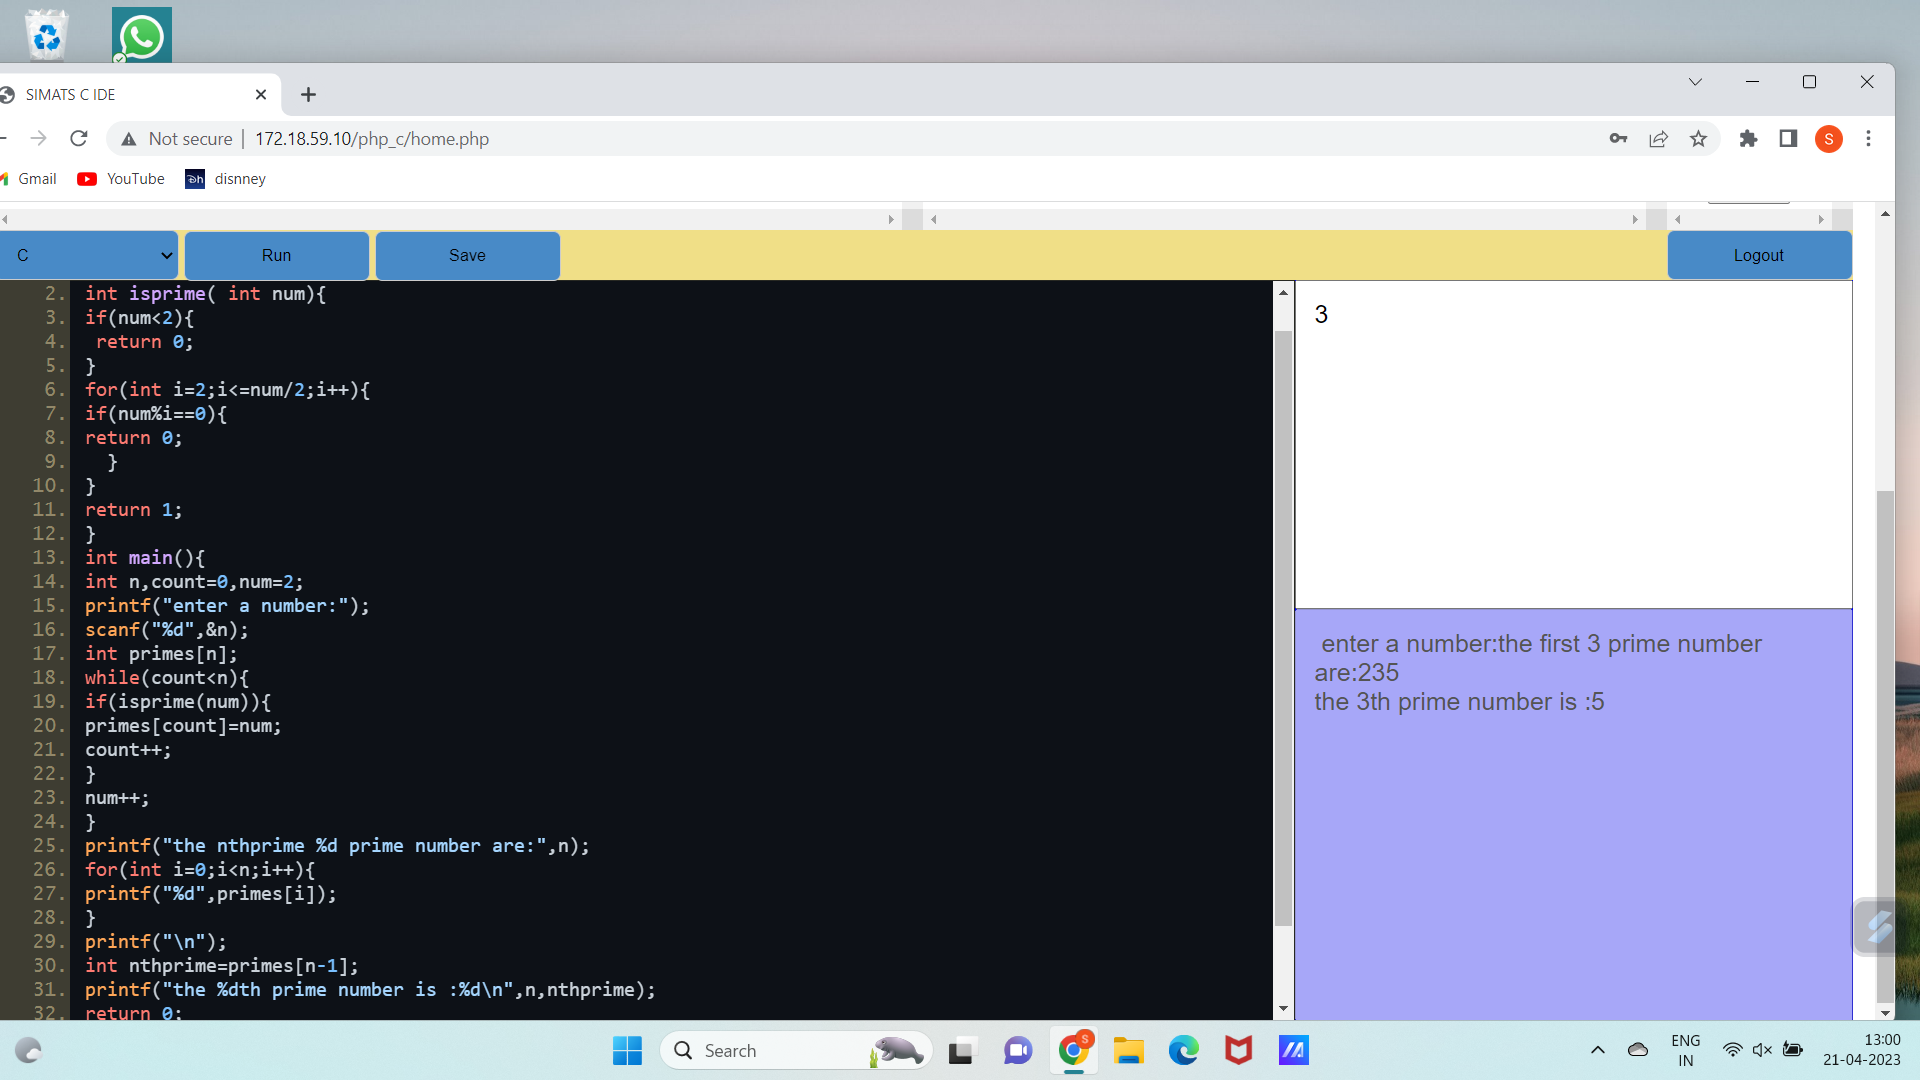 SIMATS C IDE
Not secure | 172.18.59.10/php_c/home.php
S
Gmail YouTube disnney
C Run Save Logout
2. int isprime( int num){
3. if(num<2){
4. return 0;
5. }
6. for(int i=2;i<=num/2;i++){
7. if(num%i==0){
8. return 0;
9. }
10. }
11. return 1;
12. }
13. int main(){
14. int n,count=0,num=2;
15. printf("enter a number:");
16. scanf("%d",&n);
17. int primes[n];
18. while(count<n){
19. if(isprime(num)){
20. primes[count]=num;
21. count++;
22. }
23. num++;
24. }
25. printf("the nthprime %d prime number are:",n);
26. for(int i=0;i<n;i++){
27. printf("%d",primes[i]);
28. }
29. printf("\n");
30. int nthprime=primes[n-1];
31. printf("the %dth prime number is :%d\n",n,nthprime);
32. return 0;
3
enter a number:the first 3 prime number
are:235
the 3th prime number is :5
Search
S
ENG
IN
13:00
21-04-2023